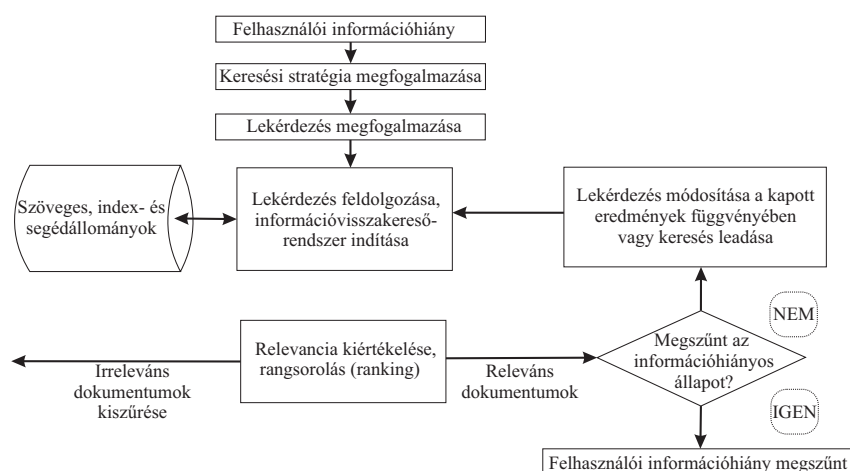 Felhasználói információhiány
Keresési stratégia megfogalmazása
Lekérdezés megfogalmazása
Szöveges, index- és
segédállományok
Lekérdezés feldolgozása,
információvisszakereső-
rendszer indítása
Lekérdezés módosítása a kapott
eredmények függvényében
vagy keresés leadása
NEM
Relevancia kiértékelése,
rangsorolás (ranking)
Megszűnt az
információhiányos
állapot?
Irreleváns
dokumentumok
kiszűrése
Releváns
dokumentumok
IGEN
Felhasználói információhiány megszűnt